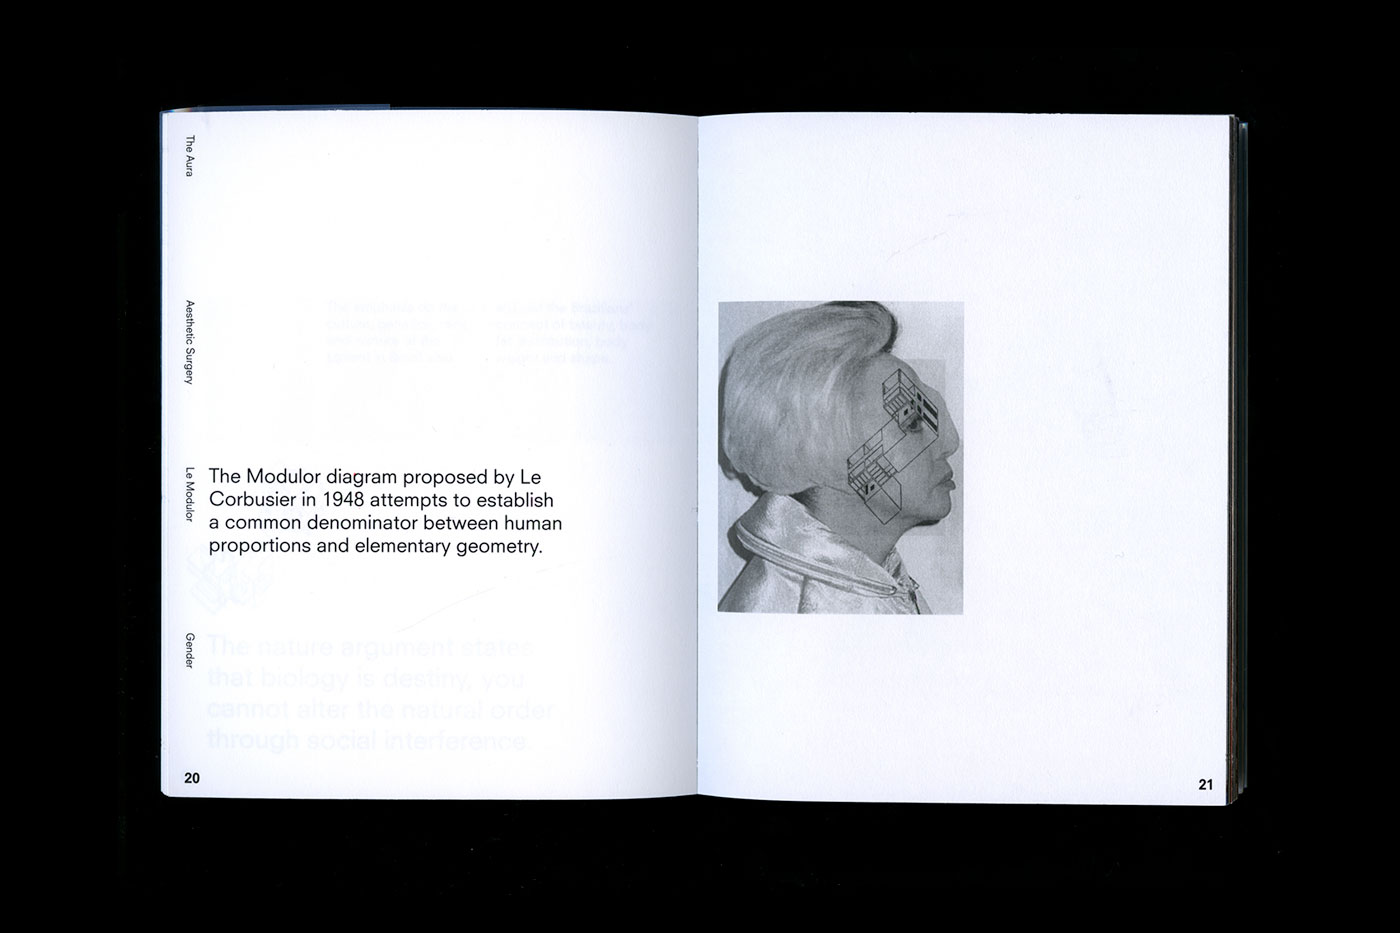 The Aura
Aesthetic Surgery
Le Modulor
Gender
The Modulor diagram proposed by Le
Corbusier in 1948 attempts to establish
a common denominator between human
proportions and elementary geometry.
The nature argument states
that biology is destiny, you
cannot alter the natural order
through social interference.
20
21